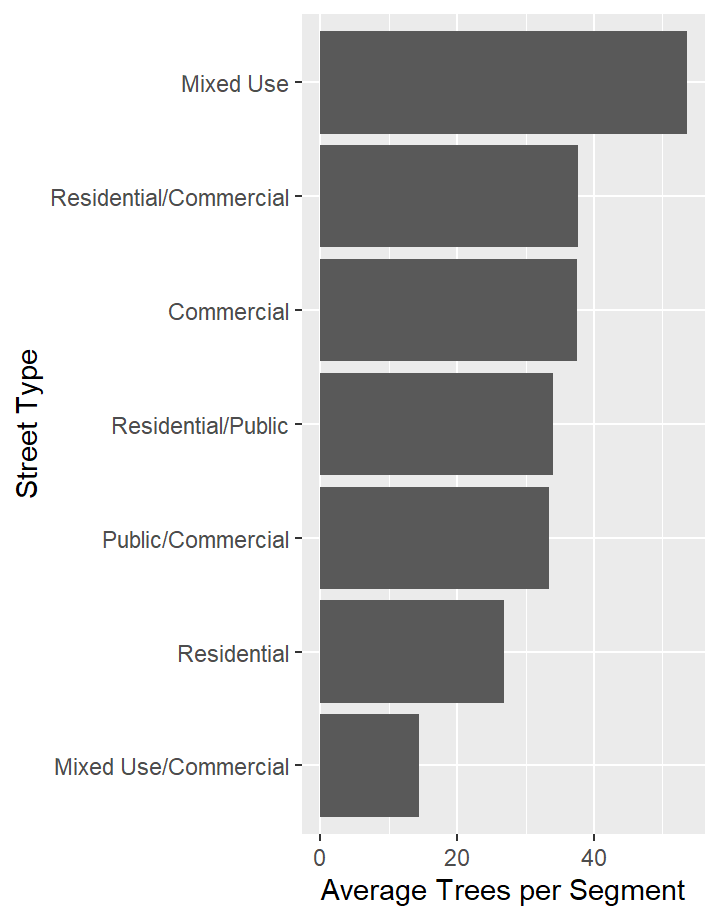 Mixed Use
Residential/Commercial
Commercial
Residential/Public
Public/Commercial
Residential
Mixed Use/Commercial
Street Type
0 20 40
Average Trees per Segment